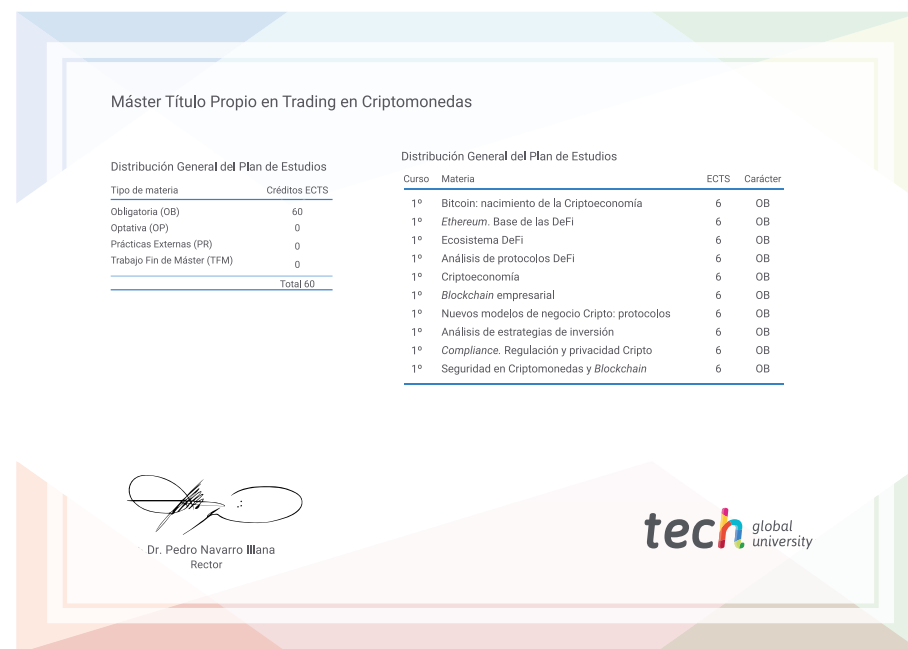 Máster Título Propio en Trading en Criptomonedas
Distribución General del Plan de Estudios
Tipo de materia Créditos ECTS
Obligatoria (OB) 60
Optativa (OP) 0
Prácticas Externas (PR) 0
Trabajo Fin de Máster (TFM) 0
Total 60
Distribución General del Plan de Estudios
Curso Materia ECTS Carácter
1º Bitcoin: nacimiento de la Criptoeconomía 6 OB
1º Ethereum. Base de las DeFi 6 OB
1º Ecosistema DeFi 6 OB
1º Análisis de protocolos DeFi 6 OB
1º Criptoeconomía 6 OB
1º Blockchain empresarial 6 OB
1º Nuevos modelos de negocio Cripto: protocolos 6 OB
1º Análisis de estrategias de inversión 6 OB
1º Compliance. Regulación y privacidad Cripto 6 OB
1º Seguridad en Criptomonedas y Blockchain 6 OB
Dr. Pedro Navarro Illana
Rector
tech global
university